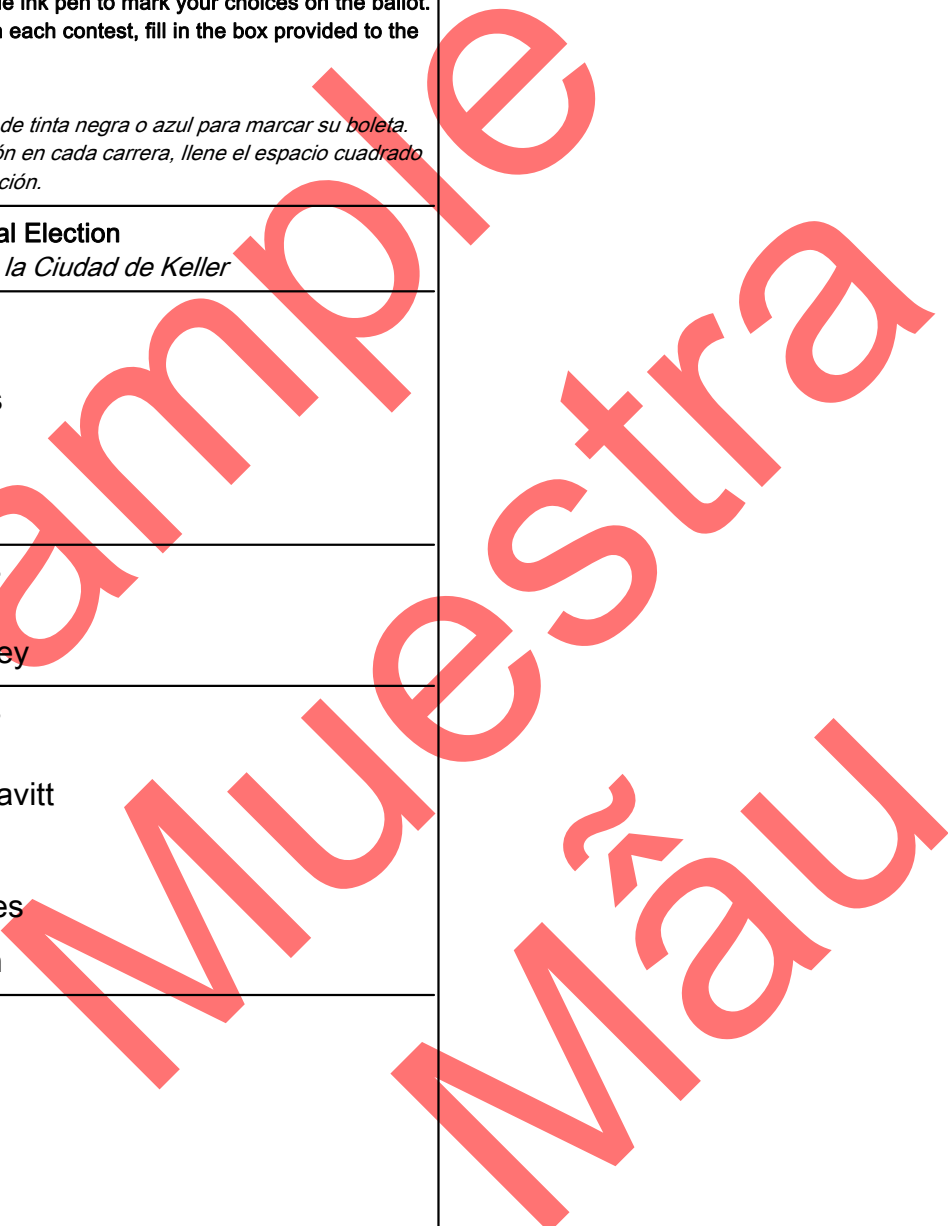 ink pen to mark your choices on the ballot.
each contest, fill in the box provided to the
de tinta negra o azul para marcar su boleta.
ón en cada carrera, llene el espacio cuadrado
ción.
al Election
la Ciudad de Keller
s
ey
avitt
es
ample
Muestra
Mẫu